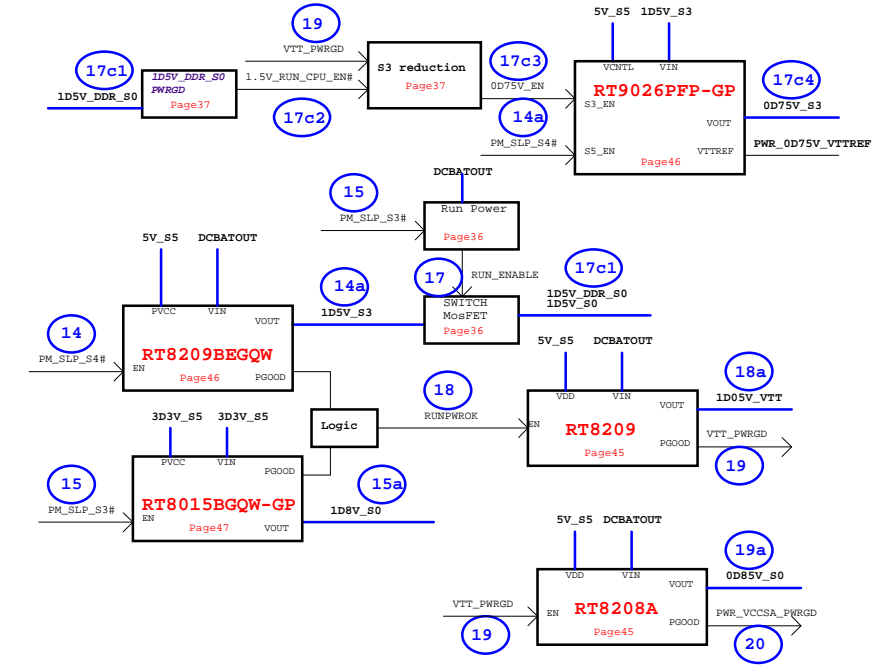 19
VTT_PWRGD
17c1
1D5V_DDR_S0
1D5V_DDR_S0
PWRGD
Page37
1.5V_RUN_CPU_EN#
17c2
S3 reduction
Page37
17c3
0D75V_EN
14a
PM_SLP_S4#
5V_S5
1D5V_S3
VCNTL
VIN
RT9026PFP-GP
S3_EN
VOUT
S5_EN
VTTREF
Page46
17c4
0D75V_S3
PWR_0D75V_VTTREF
DCBATOUT
15
PM_SLP_S3#
Run Power
Page36
17
RUN_ENABLE
SWITCH
MosFET
Page36
17c1
1D5V_DDR_S0
1D5V_S0
5V_S5
DCBATOUT
PVCC
VIN
VOUT
14
PM_SLP_S4#
EN
RT8209BEGQW
Page46
PGOOD
14a
1D5V_S3
Logic
18
RUNPWROK
3D3V_S5
3D3V_S5
PVCC
VIN
PGOOD
15
PM_SLP_S3#
EN
RT8015BGQW-GP
Page47
VOUT
15a
1D8V_S0
5V_S5
DCBATOUT
VDD
VIN
VOUT
EN
RT8209
Page45
PGOOD
18a
1D05V_VTT
VTT_PWRGD
19
5V_S5
DCBATOUT
VDD
VIN
VOUT
VTT_PWRGD
19
EN
RT8208A
Page45
PGOOD
19a
0D85V_S0
PWR_VCCSA_PWRGD
20